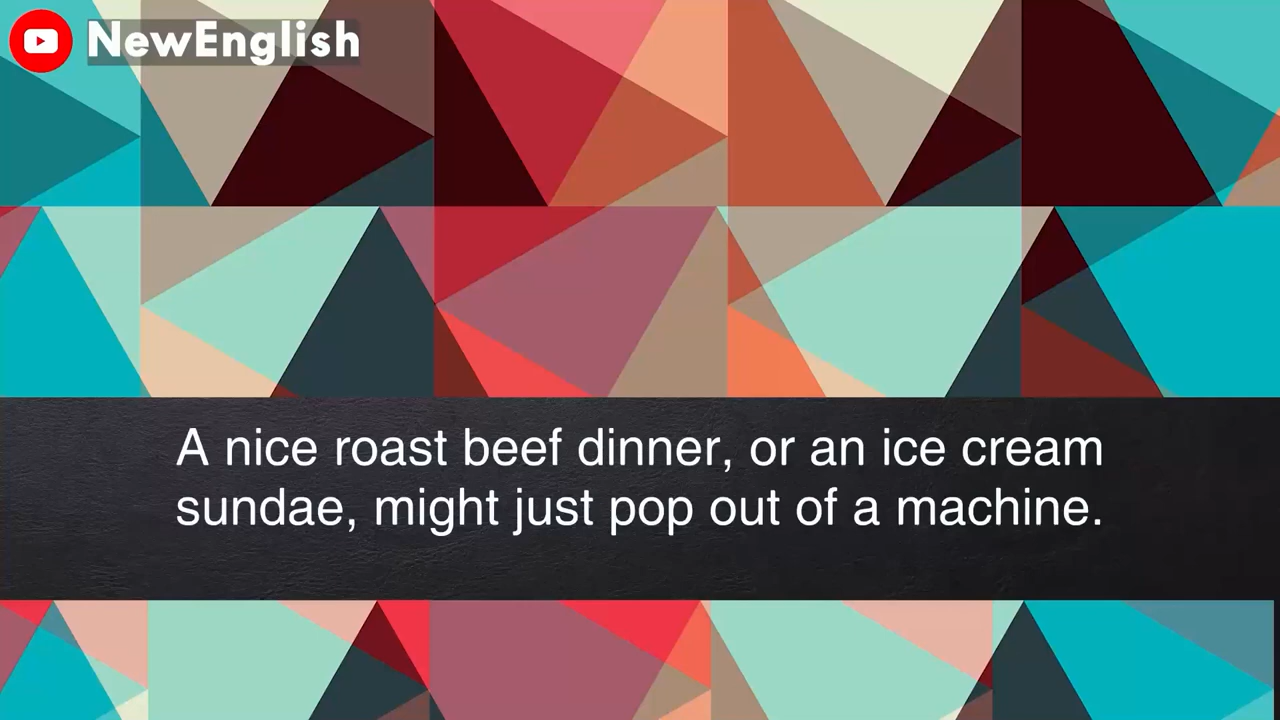 NewEnglish
A nice roast beef dinner, or an ice cream
sundae, might just pop out of a machine.